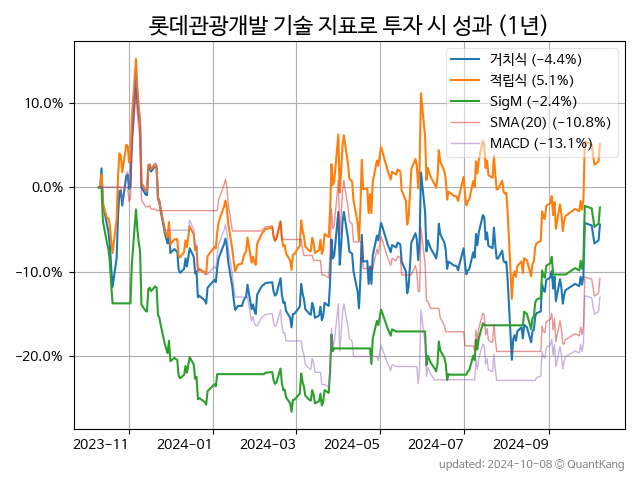 롯데관광개발 기술 지표로 투자 시 성과 (1년)
거치식 (−4.4%)
적립식 (5.1%)
SigM (−2.4%)
SMA(20) (−10.8%)
MACD (−13.1%)
10.0%
0.0%
−10.0%
−20.0%
2023-11 2024-01 2024-03 2024-05 2024-07 2024-09
updated: 2024-10-08 ⓒ QuantKang